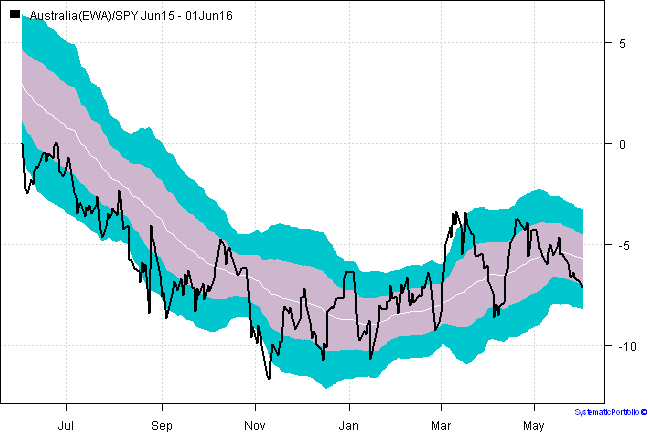 Australia(EWA)/SPY Jun15 - 01Jun16
5
0
-5
-10
Jul Sep Nov Jan Mar May
SystematicPortfolio ©